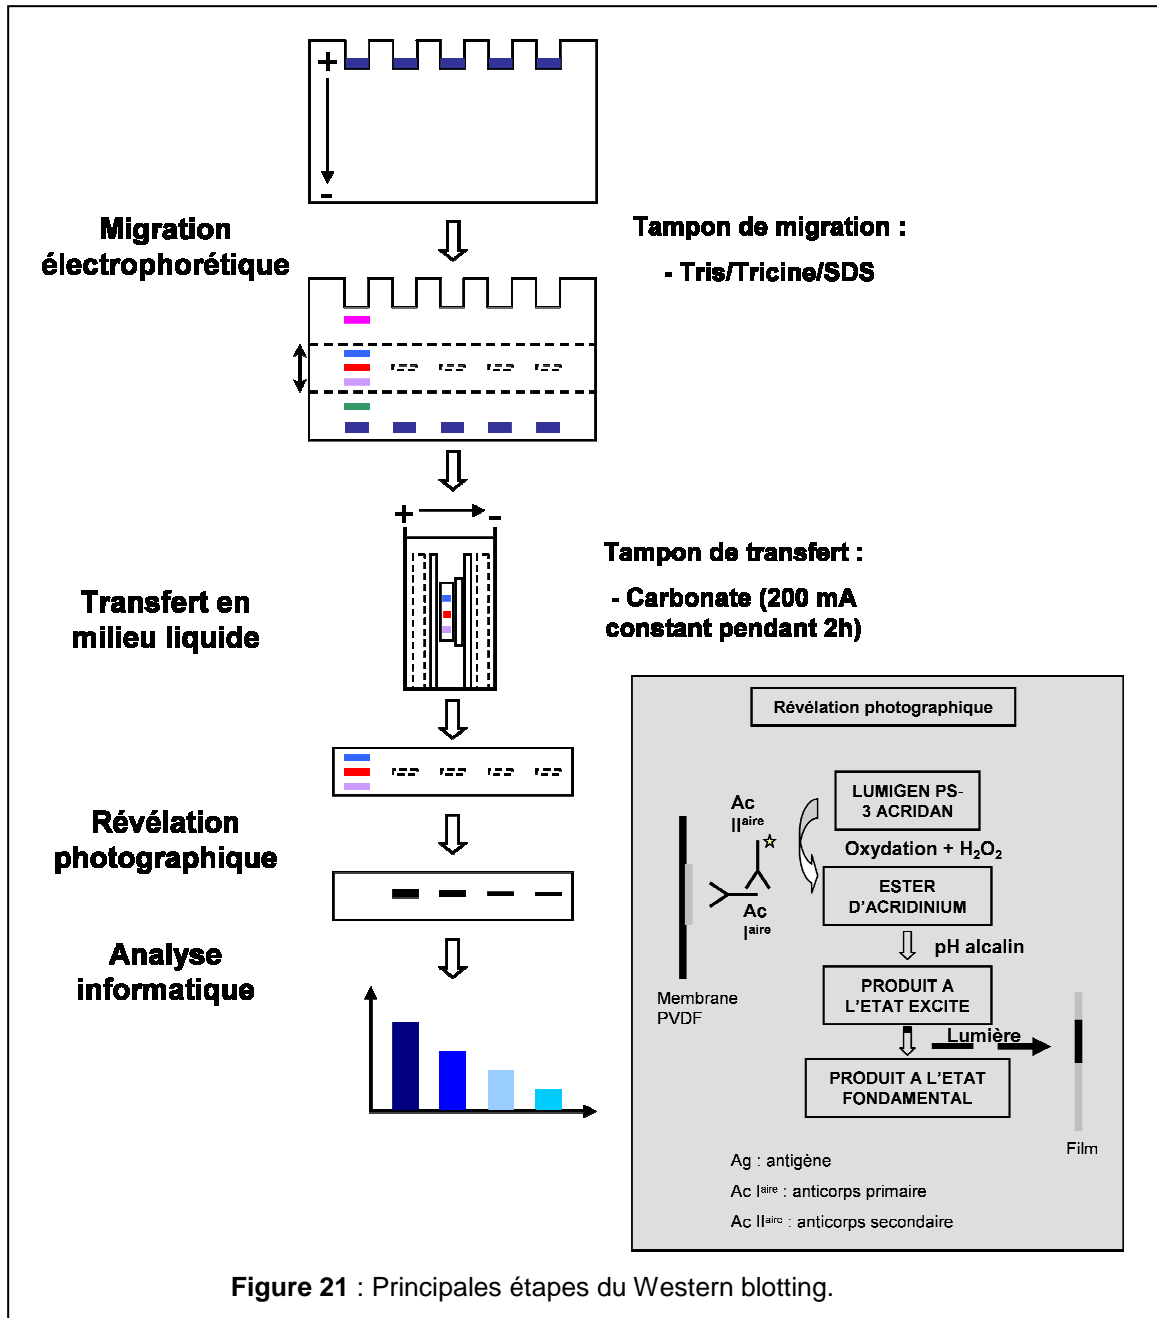 +
-
Migration
électrophorétique
Tampon de migration :
- Tris/Tricine/SDS
+ -
Transfert en
milieu liquide
Tampon de transfert :
- Carbonate (200 mA
constant pendant 2h)
Révélation
photographique
Analyse
informatique
Révélation photographique
Ac
IIaire
Ac
Iaire
Membrane
PVDF
LUMIGEN PS-
3 ACRIDAN
Oxydation + H₂O₂
ESTER
D’ACRIDINIUM
pH alcalin
PRODUIT A
L’ETAT EXCITE
Lumière
PRODUIT A L’ETAT
FONDAMENTAL
Film
Ag : antigène
Ac Iaire : anticorps primaire
Ac IIaire : anticorps secondaire
Figure 21 : Principales étapes du Western blotting.